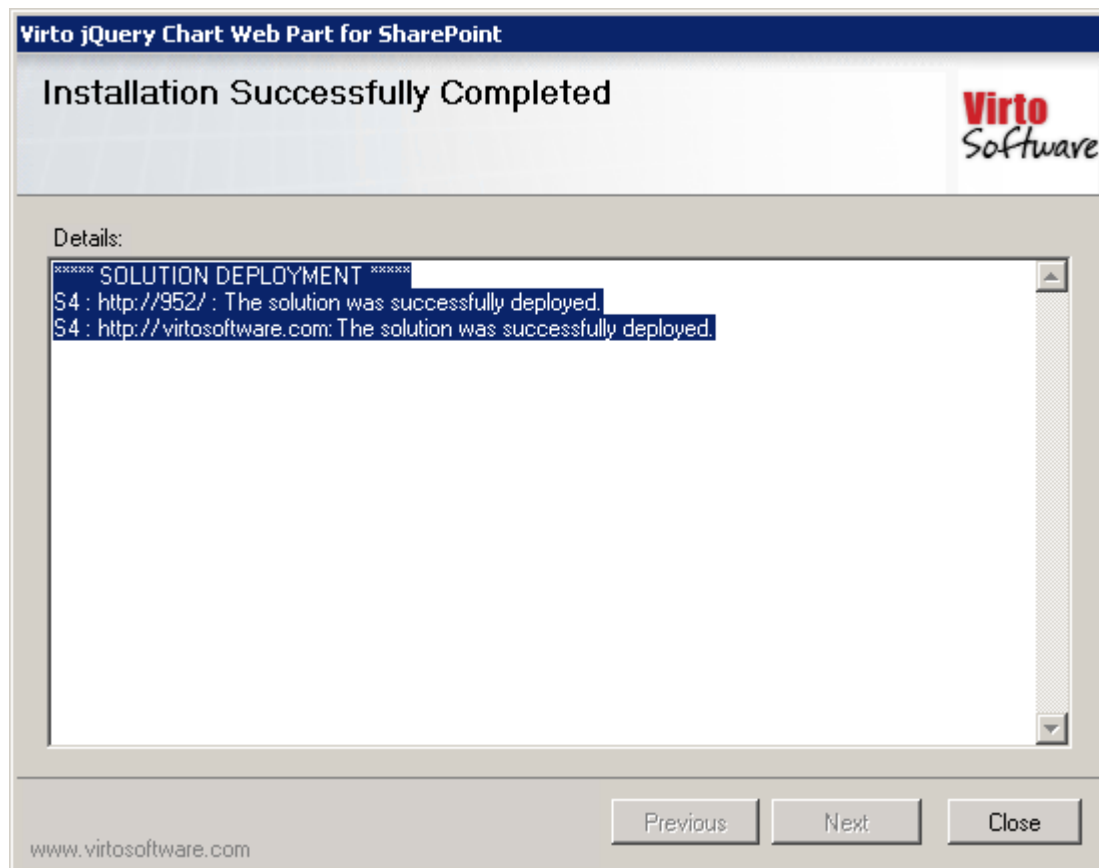 Virto jQuery Chart Web Part for SharePoint
Installation Successfully Completed
Virto
Software
Details:
***** SOLUTION DEPLOYMENT *****
S4 : http://952/ : The solution was successfully deployed.
S4 : http://virtosoftware.com: The solution was successfully deployed.
Previous
Next
Close
www.virtosoftware.com